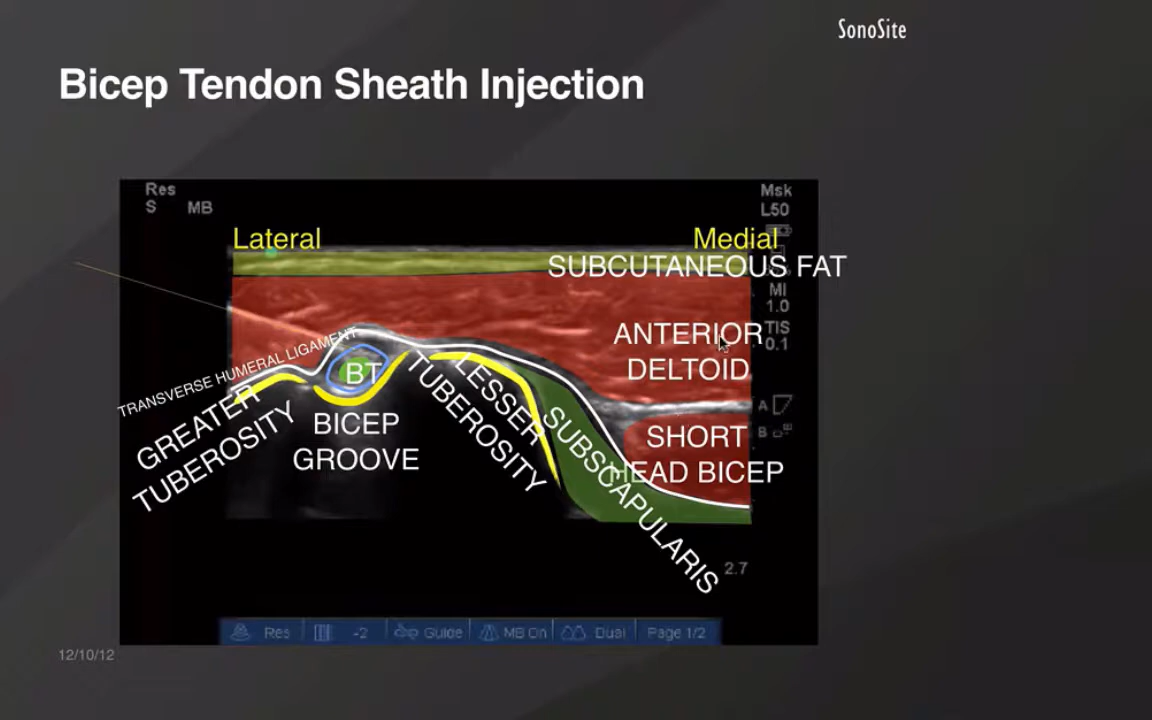 SonoSite
Bicep Tendon Sheath Injection
Res
S MB
Msk
L50
Lateral
Medial
SUBCUTANEOUS FAT
MI
1.0
TIS
0.1
ANTERIOR
DELTOID
TRANSVERSE HUMERAL LIGAMENT
BT
GREATER
TUBEROSITY
BICEP
GROOVE
LESSER
TUBEROSITY
SUBSCAPULARIS
SHORT
HEAD BICEP
A
B
2.7
Res -2 Guide MB On Dual Page 1/2
12/10/12